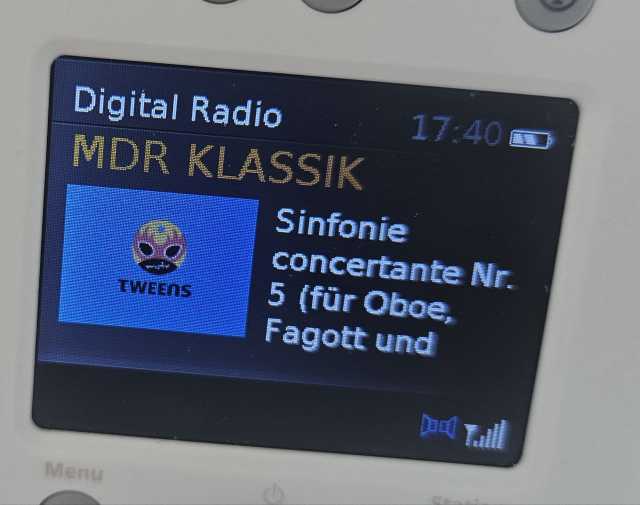 Digital Radio
17:40
MDR KLASSIK
Sinfonie
concertante Nr.
5 (für Oboe,
Fagott und
TWEENS
Menu